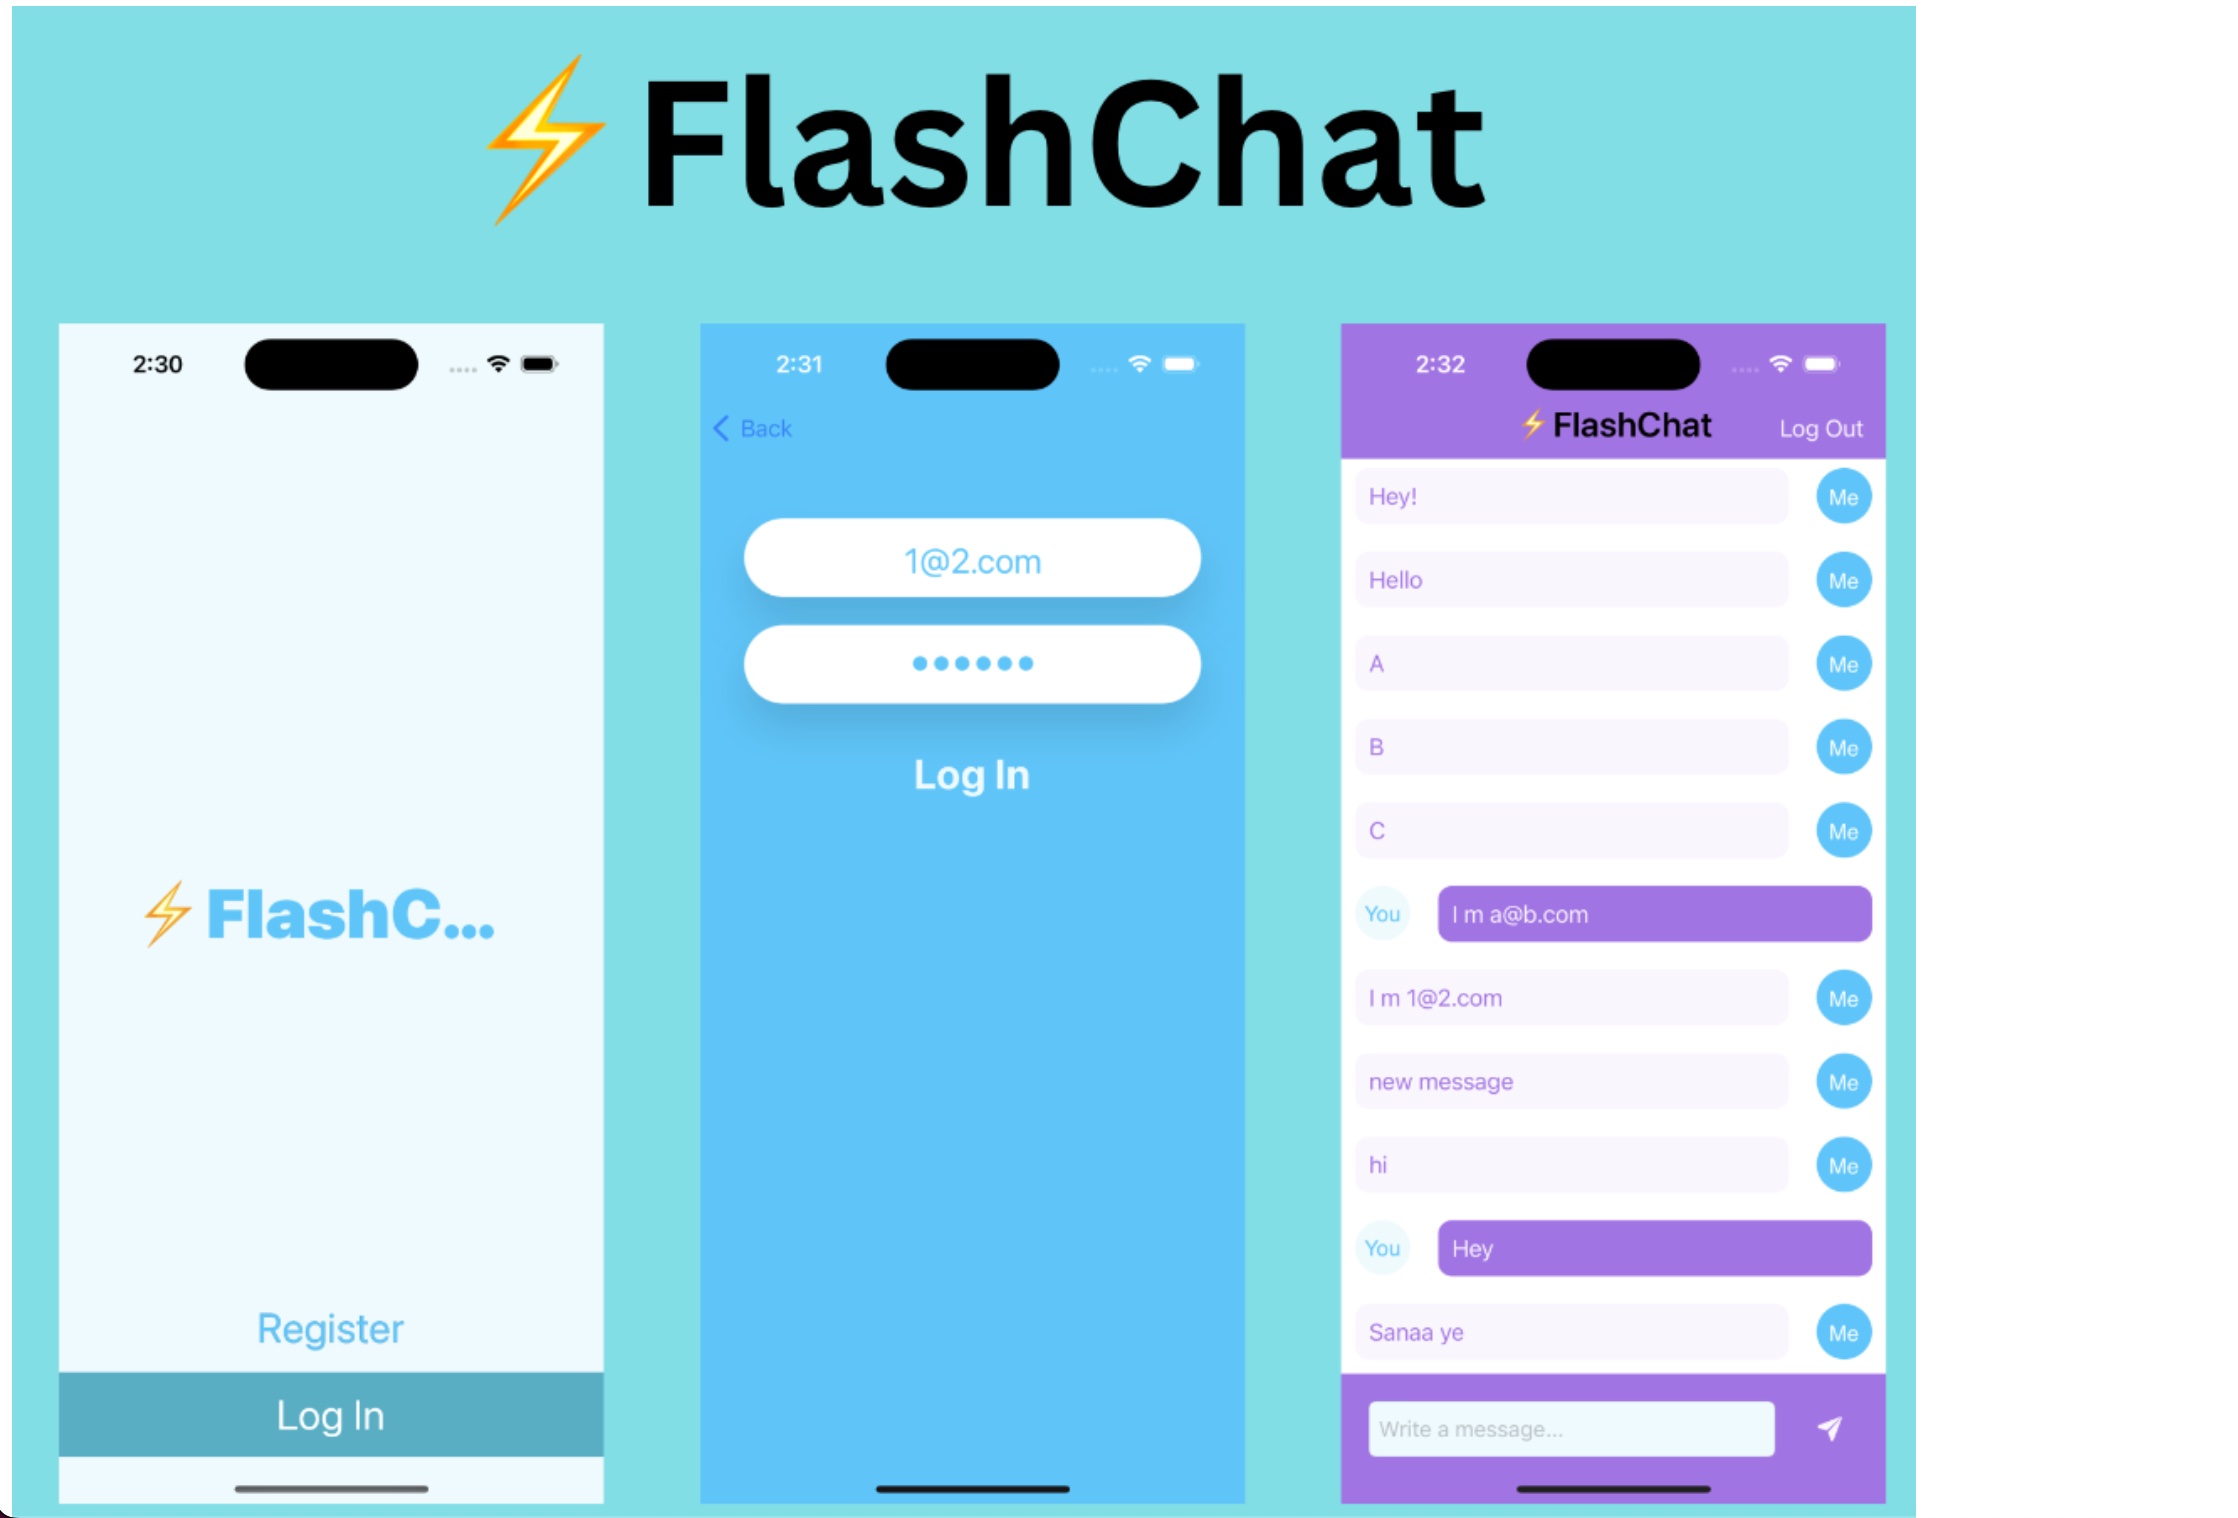 ⚡FlashChat
2:30
⚡FlashC...
Register
Log In
2:31
Back
1@2.com
••••••
Log In
2:32
⚡FlashChat Log Out
Hey! Me
Hello Me
A Me
B Me
C Me
You I m a@b.com
I m 1@2.com Me
new message Me
hi Me
You Hey
Sanaa ye Me
Write a message...